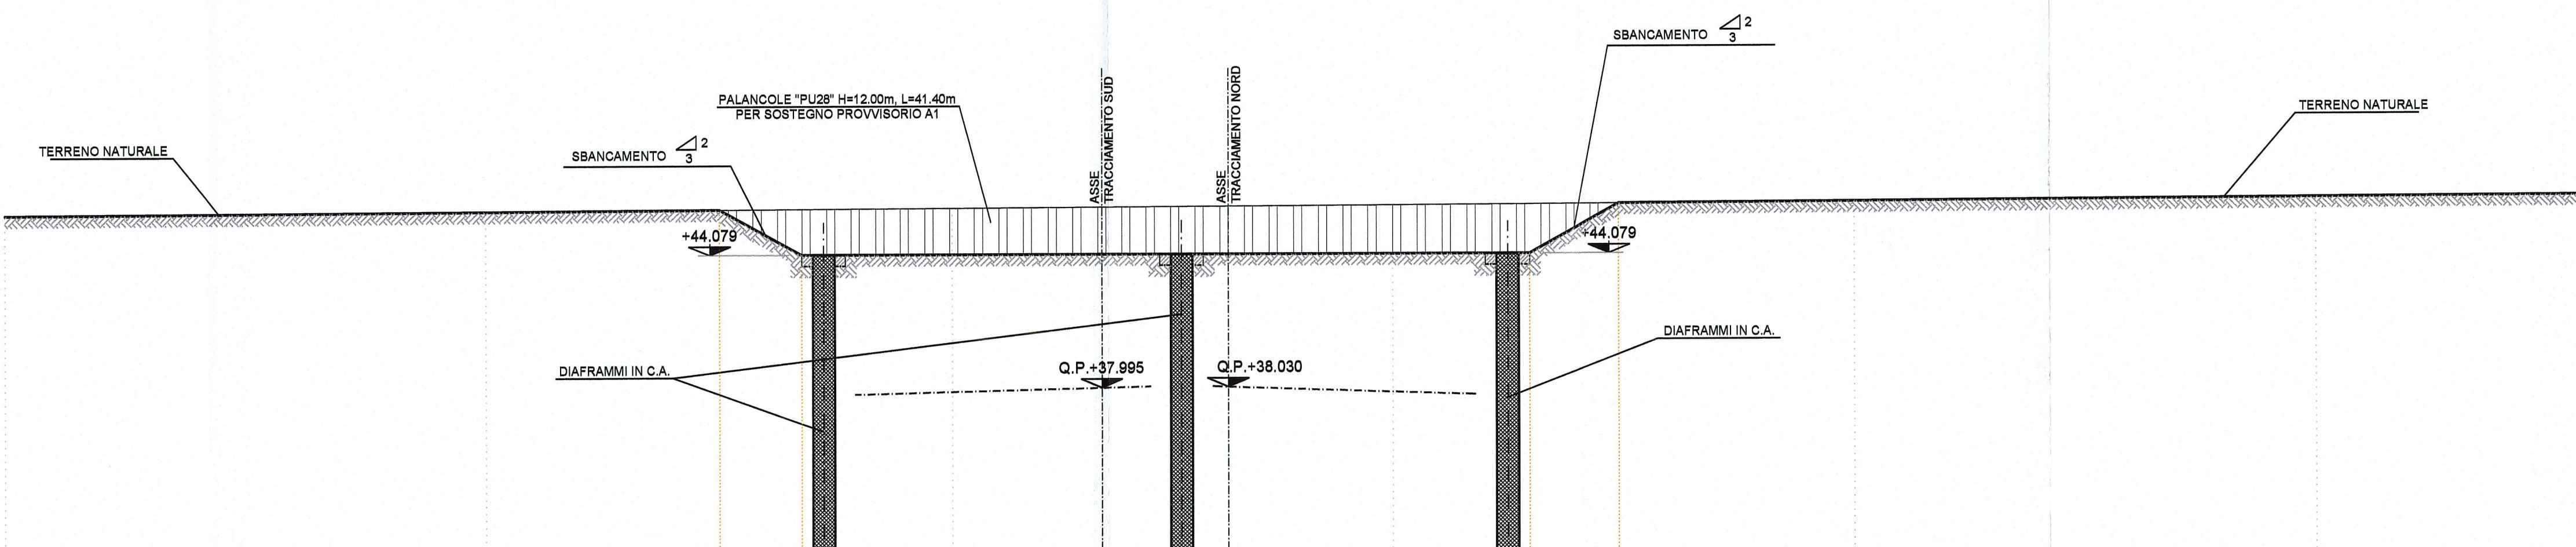 SBANCAMENTO 2
3
PALANCOLE "PU28" H=12.00m, L=41.40m
PER SOSTEGNO PROVVISORIO A1
ASSE
TRACCIAMENTO SUD
ASSE
TRACCIAMENTO NORD
TERRENO NATURALE
TERRENO NATURALE
SBANCAMENTO 2
3
+44.079
+44.079
DIAFRAMMI IN C.A.
DIAFRAMMI IN C.A.
Q.P.+37.995
Q.P.+38.030